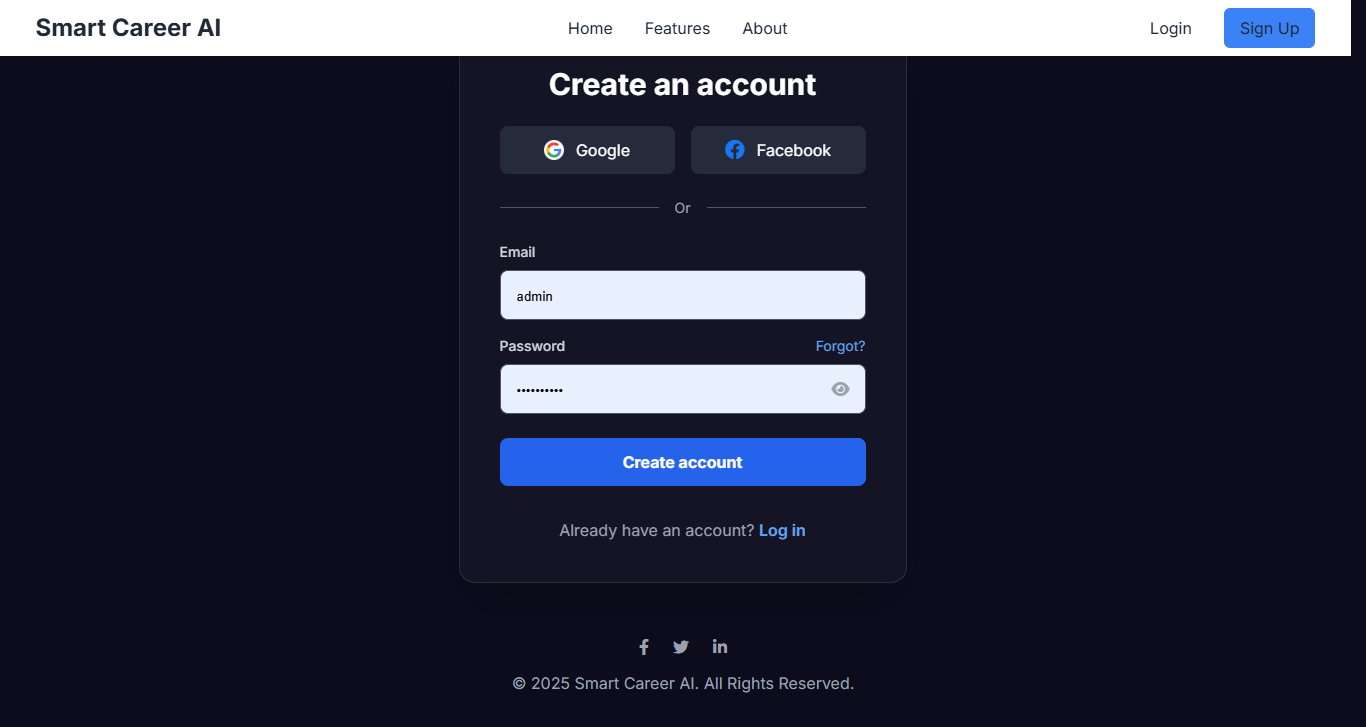 Smart Career AI Home Features About Login Sign Up
Create an account
Google Facebook
Or
Email
admin
Password Forgot?
••••••••••
Create account
Already have an account? Log in
© 2025 Smart Career AI. All Rights Reserved.